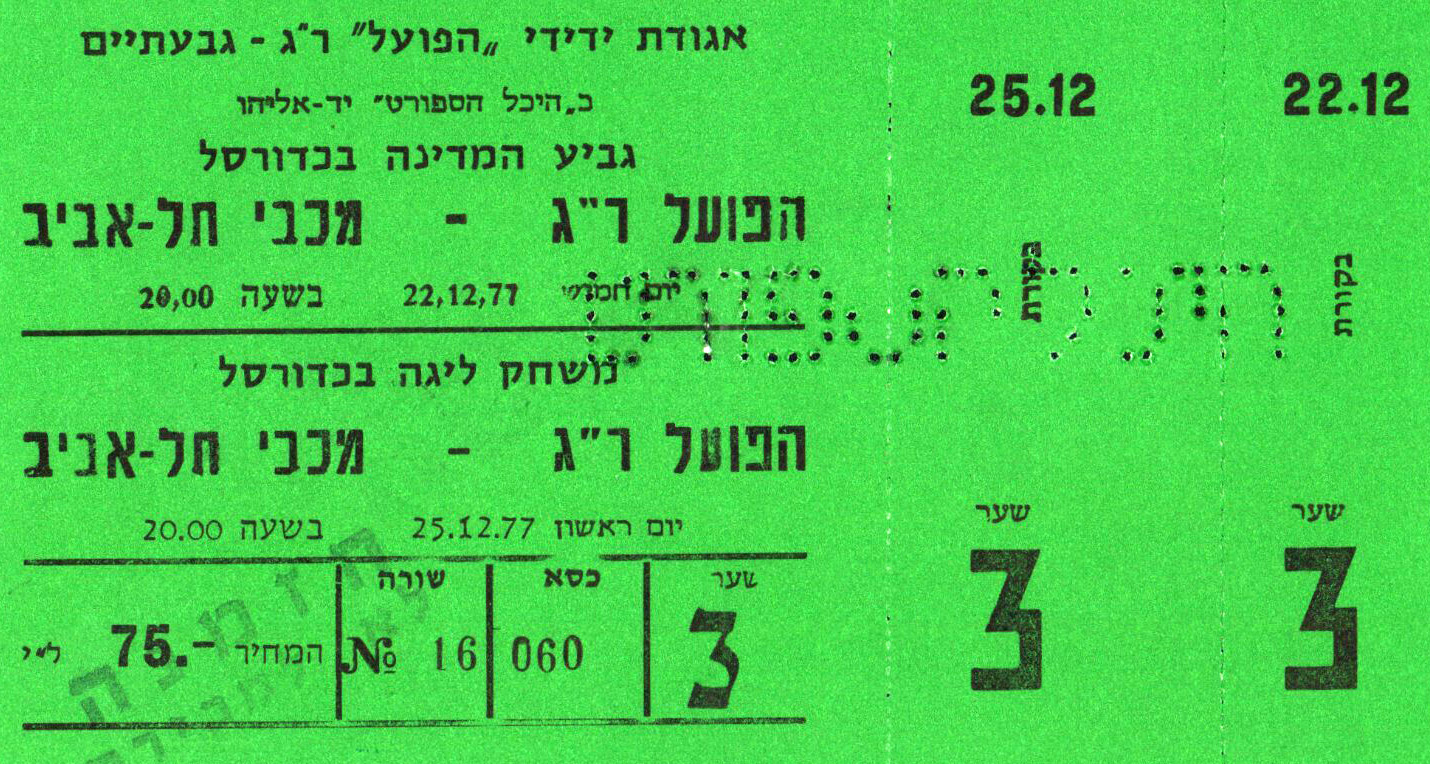 אגודת ידידי „הפועל" ר"ג - גבעתיים
ב„היכל הספורט" יד-אליהו
גביע המדינה בכדורסל
הפועל ר"ג - מכבי תל-אביב
יום חמישי 22,12,77 בשעה 20,00
משחק ליגה בכדורסל
הפועל ר"ג - מכבי תל-אביב
יום ראשון 25.12.77 בשעה 20.00
שער כסא שורה
3 060 16 № המחיר 75.- ל"י
הזמנה
היכל הספורט
25.12
בקורת
שער
3
22.12
בקורת
שער
3